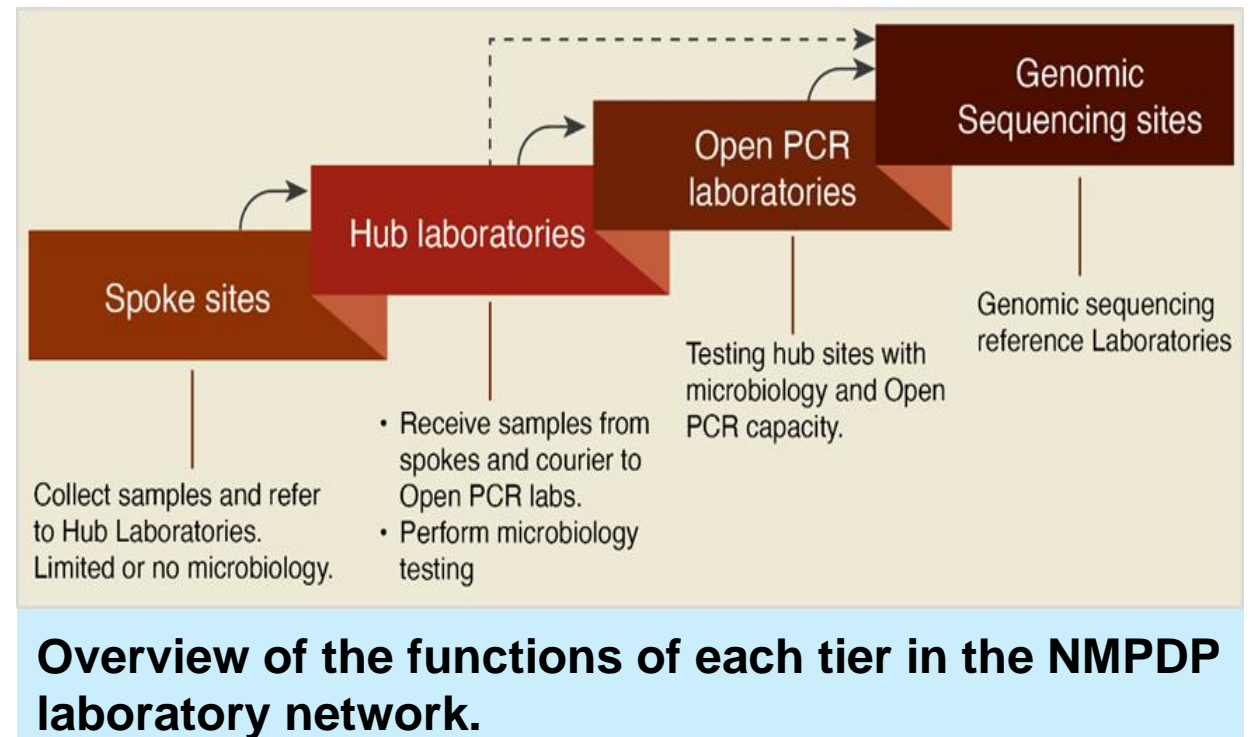 Genomic
Sequencing sites
Open PCR
laboratories
Hub laboratories
Spoke sites
Genomic sequencing
reference Laboratories
Testing hub sites with
microbiology and Open
PCR capacity.
• Receive samples from
spokes and courier to
Open PCR labs.
• Perform microbiology
testing
Collect samples and refer
to Hub Laboratories.
Limited or no microbiology.
Overview of the functions of each tier in the NMPDP
laboratory network.